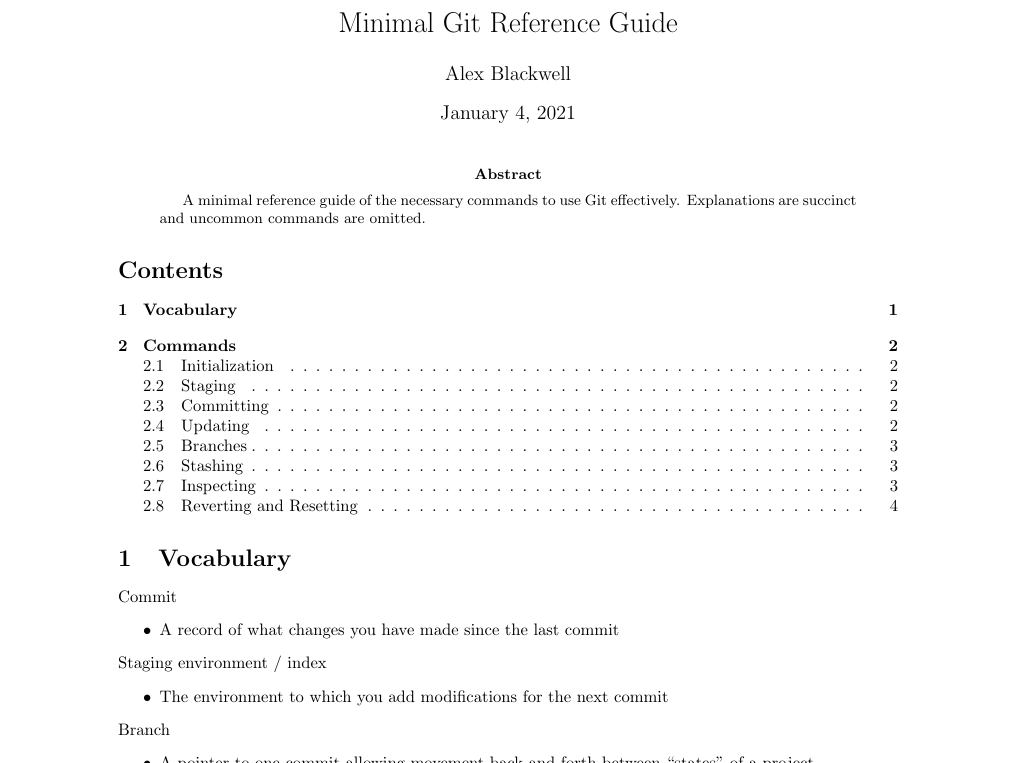 Minimal Git Reference Guide
Alex Blackwell
January 4, 2021
Abstract
A minimal reference guide of the necessary commands to use Git effectively. Explanations are succinct
and uncommon commands are omitted.
Contents
1 Vocabulary 1
2 Commands 2
2.1 Initialization . . . . . . . . . . . . . . . . . . . . . . . . . . . . . . . . . . . . . . . . . . . . . 2
2.2 Staging . . . . . . . . . . . . . . . . . . . . . . . . . . . . . . . . . . . . . . . . . . . . . . . . 2
2.3 Committing . . . . . . . . . . . . . . . . . . . . . . . . . . . . . . . . . . . . . . . . . . . . . . 2
2.4 Updating . . . . . . . . . . . . . . . . . . . . . . . . . . . . . . . . . . . . . . . . . . . . . . . 2
2.5 Branches . . . . . . . . . . . . . . . . . . . . . . . . . . . . . . . . . . . . . . . . . . . . . . . . 3
2.6 Stashing . . . . . . . . . . . . . . . . . . . . . . . . . . . . . . . . . . . . . . . . . . . . . . . . 3
2.7 Inspecting . . . . . . . . . . . . . . . . . . . . . . . . . . . . . . . . . . . . . . . . . . . . . . . 3
2.8 Reverting and Resetting . . . . . . . . . . . . . . . . . . . . . . . . . . . . . . . . . . . . . . . 4
1 Vocabulary
Commit
• A record of what changes you have made since the last commit
Staging environment / index
• The environment to which you add modifications for the next commit
Branch
• A pointer to one commit allowing movement back and forth between “states” of a project